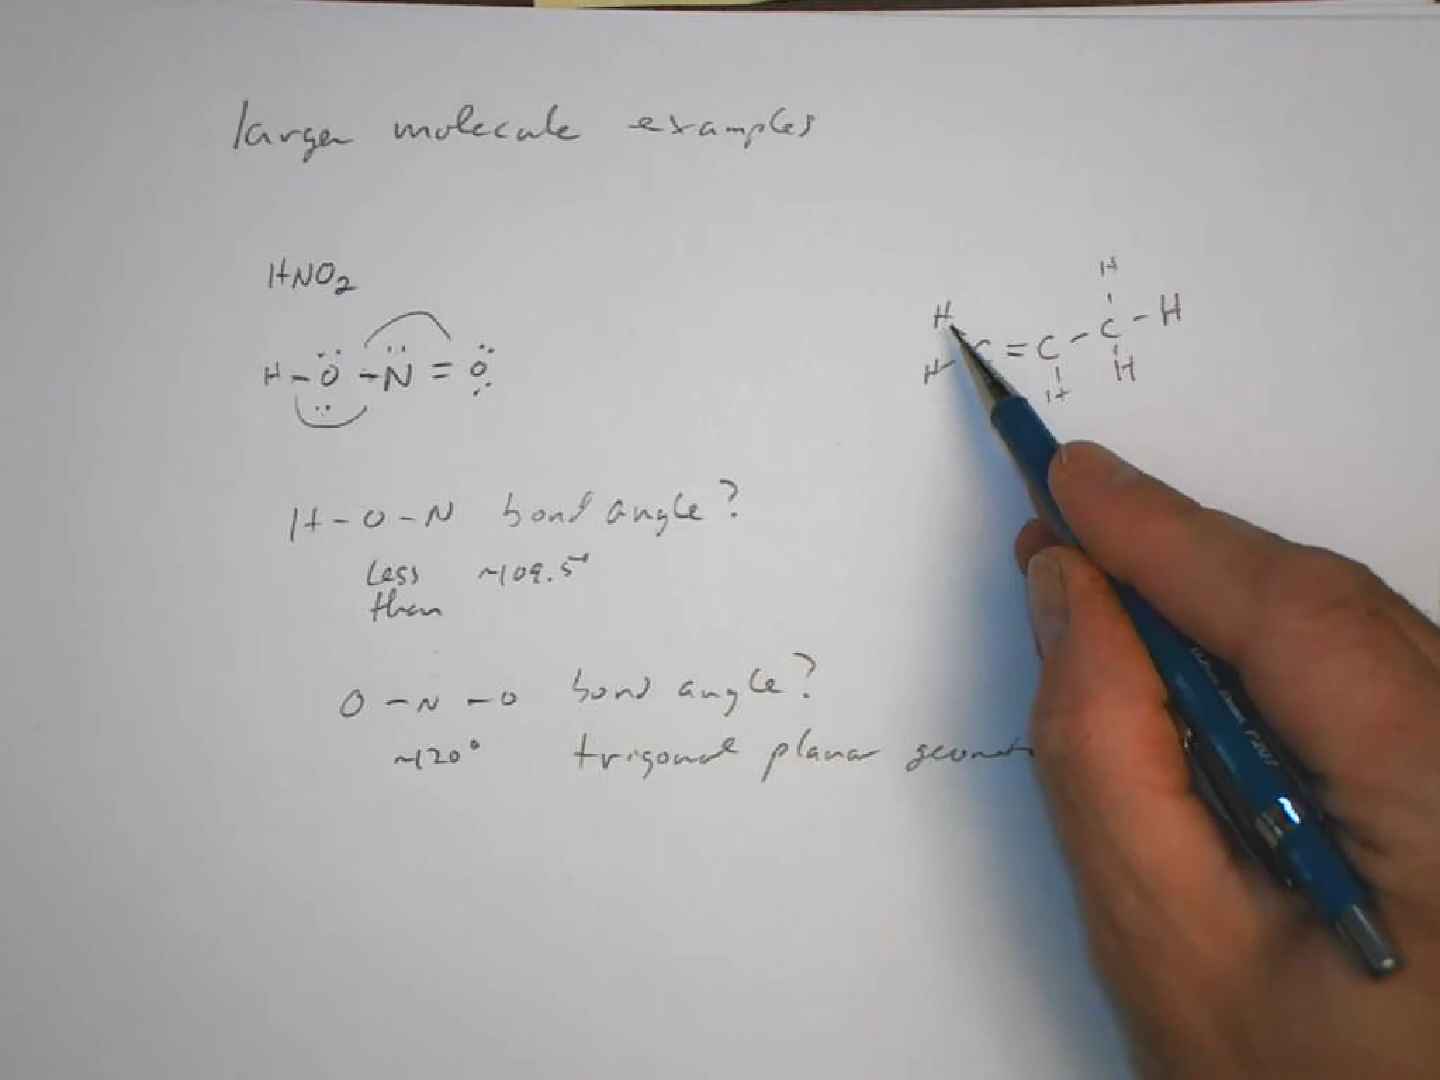 larger molecule examples
HNO2
H - O - N = O
H
H C = C - C - H
H H H
H-O-N bond angle?
Less than ~109.5°
O - N - O bond angle?
~120° trigonal planar